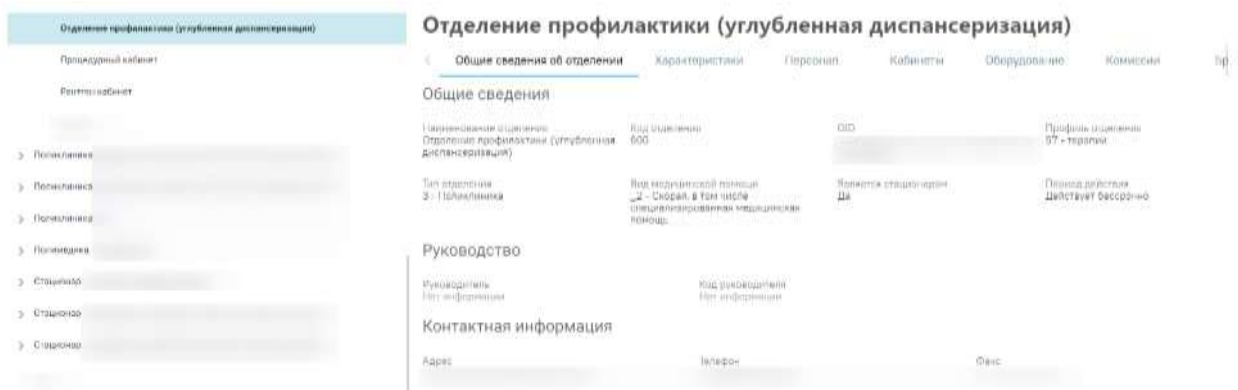 Отделение профилактики (углубленная диспансеризация)
Процедурный кабинет
Рентген кабинет
Поликлиника
Поликлиника
Поликлиника
Стационар
Стационар
Стационар
Отделение профилактики (углубленная диспансеризация)
Общие сведения об отделении Характеристики Персонал Кабинеты Оборудование Комиссии
Общие сведения
Наименование отделения Код отделения OID Профиль отделения
Отделение профилактики (углубленная 600 97 - терапии
диспансеризация)
Тип отделения Вид медицинской помощи Является стационаром Период действия
3 - Поликлиника _2 - Скорая, в том числе Да Действует бессрочно
специализированная медицинская
помощь
Руководство
Руководитель Код руководителя
Нет информации Нет информации
Контактная информация
Адрес Телефон Факс